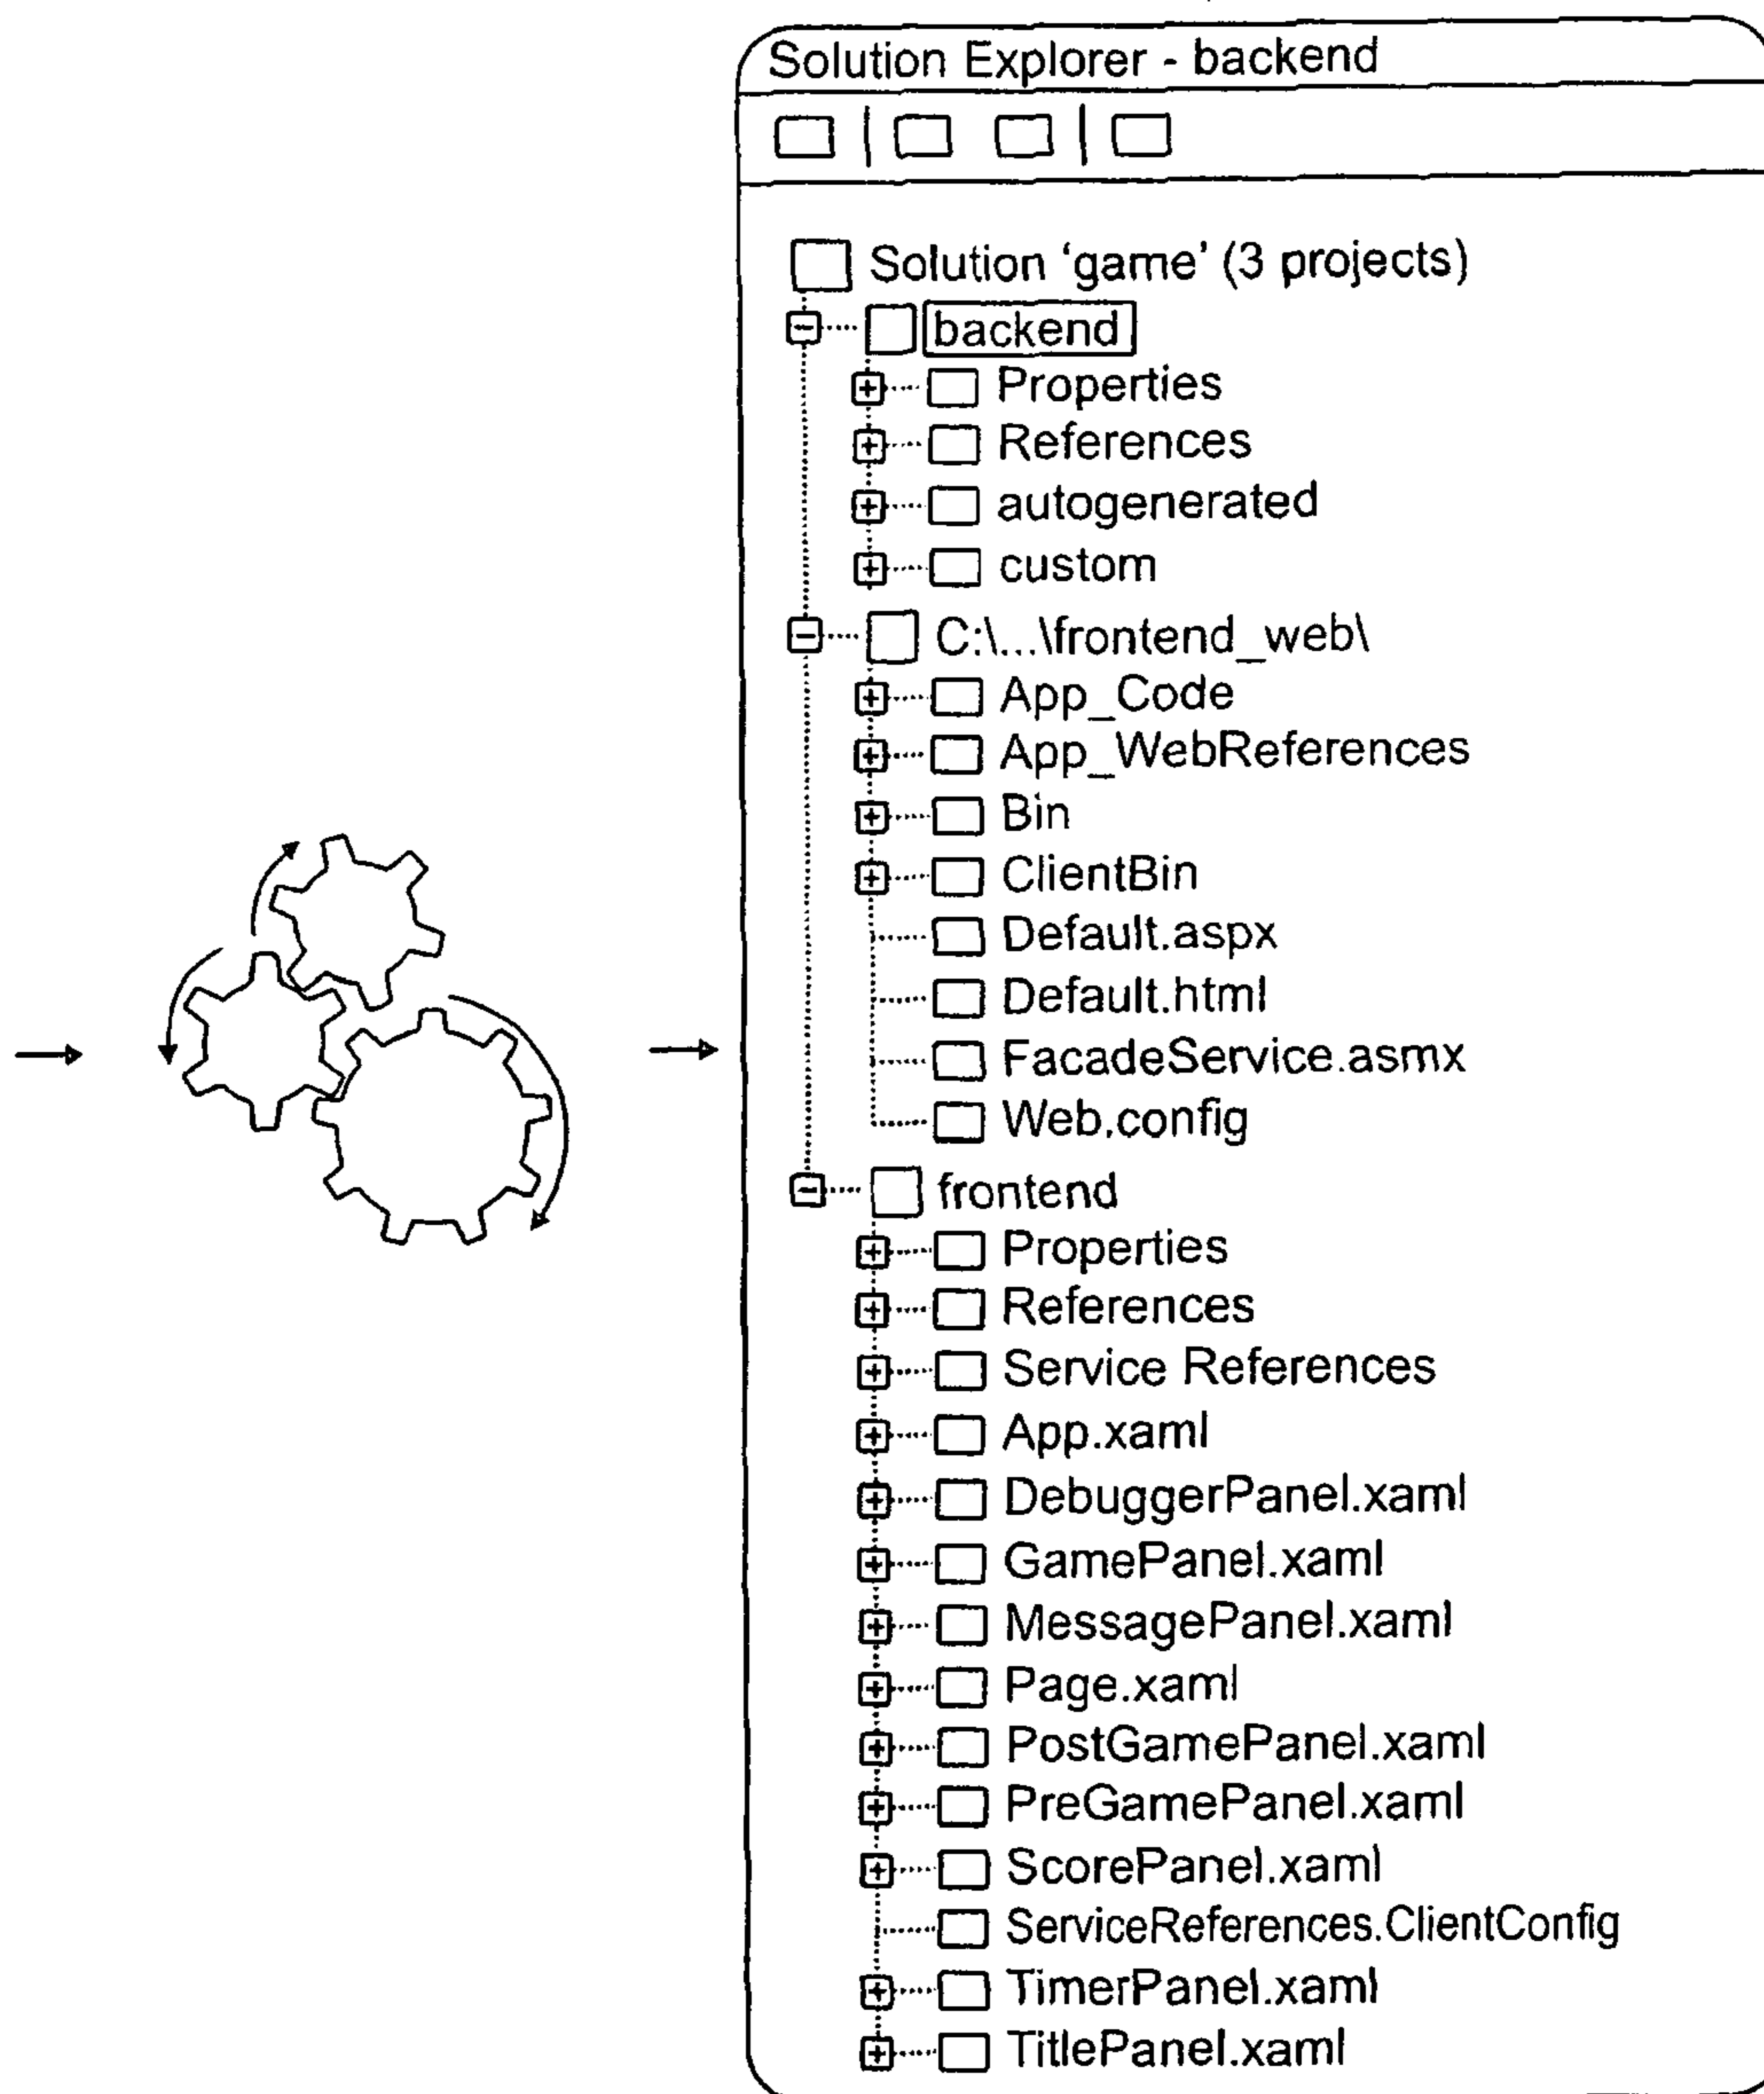 Solution Explorer - backend
Solution ‘game’ (3 projects)
backend
Properties
References
autogenerated
custom
C:\...\frontend_web\
App_Code
App_WebReferences
Bin
ClientBin
Default.aspx
Default.html
FacadeService.asmx
Web.config
frontend
Properties
References
Service References
App.xaml
DebuggerPanel.xaml
GamePanel.xaml
MessagePanel.xaml
Page.xaml
PostGamePanel.xaml
PreGamePanel.xaml
ScorePanel.xaml
ServiceReferences.ClientConfig
TimerPanel.xaml
TitlePanel.xaml